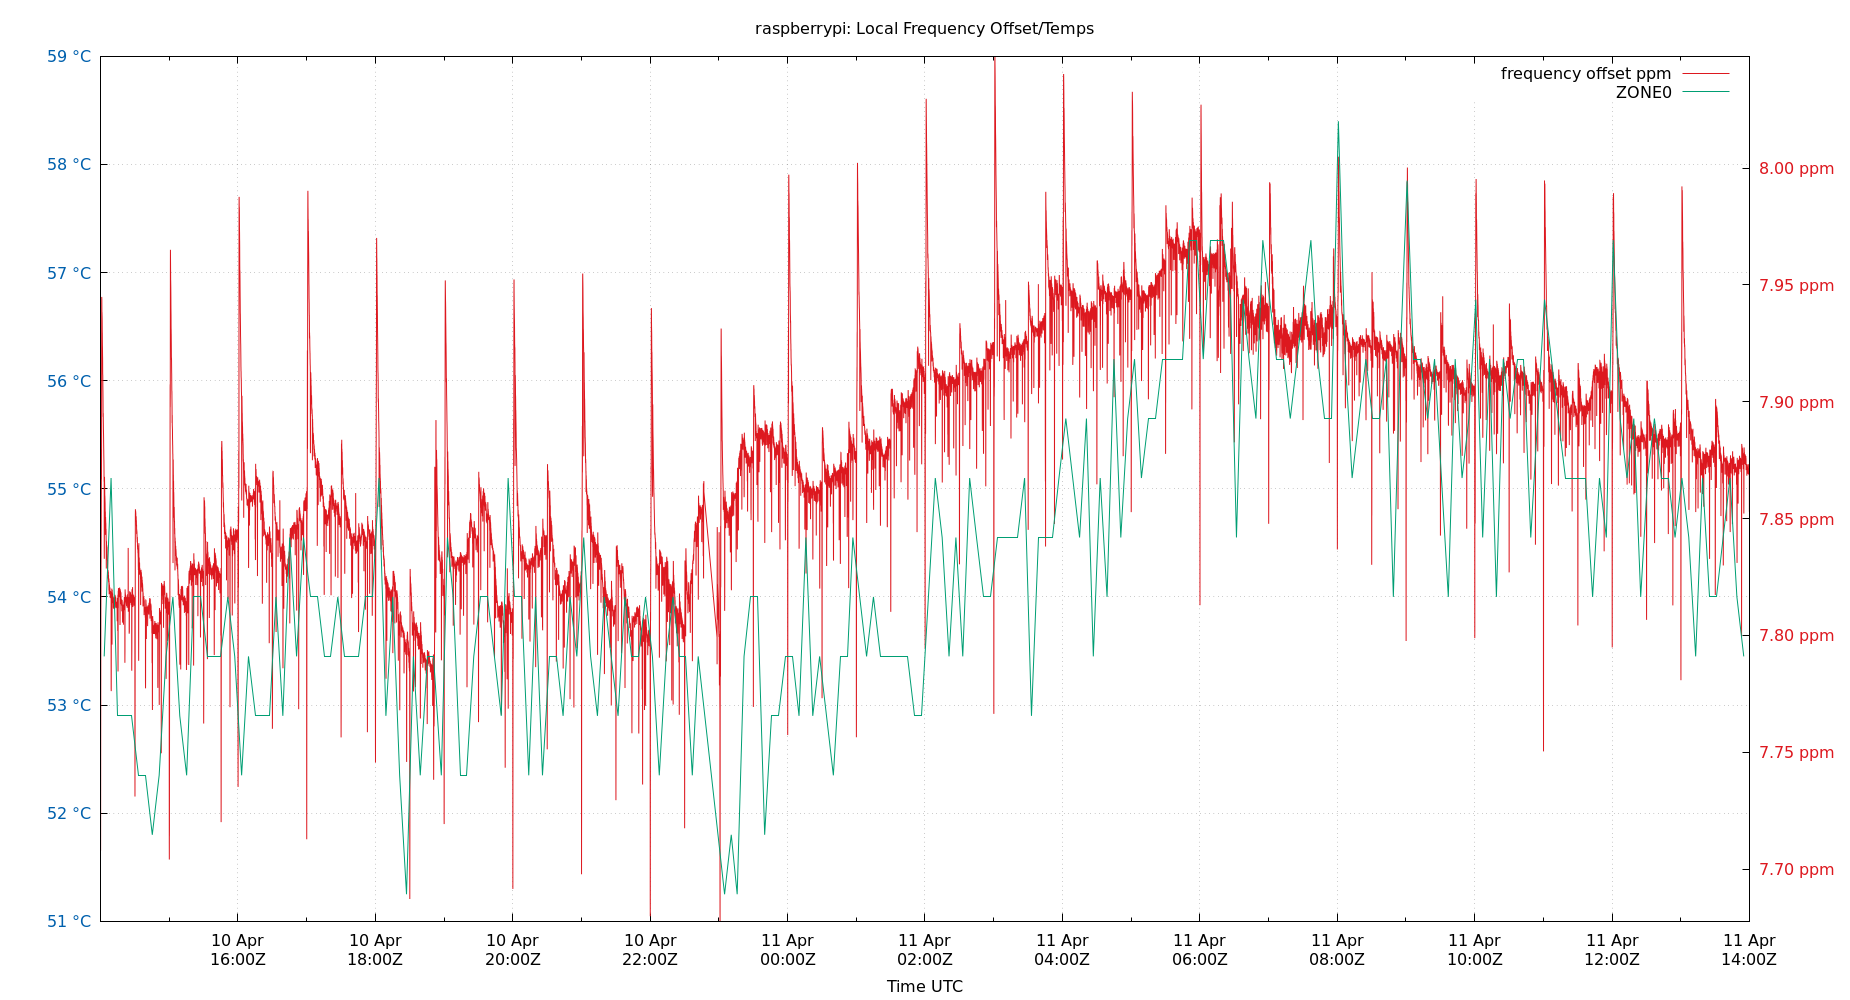 raspberrypi: Local Frequency Offset/Temps
frequency offset ppm
ZONE0
59 °C
58 °C
57 °C
56 °C
55 °C
54 °C
53 °C
52 °C
51 °C
8.00 ppm
7.95 ppm
7.90 ppm
7.85 ppm
7.80 ppm
7.75 ppm
7.70 ppm
10 Apr
16:00Z
10 Apr
18:00Z
10 Apr
20:00Z
10 Apr
22:00Z
11 Apr
00:00Z
11 Apr
02:00Z
11 Apr
04:00Z
11 Apr
06:00Z
11 Apr
08:00Z
11 Apr
10:00Z
11 Apr
12:00Z
11 Apr
14:00Z
Time UTC